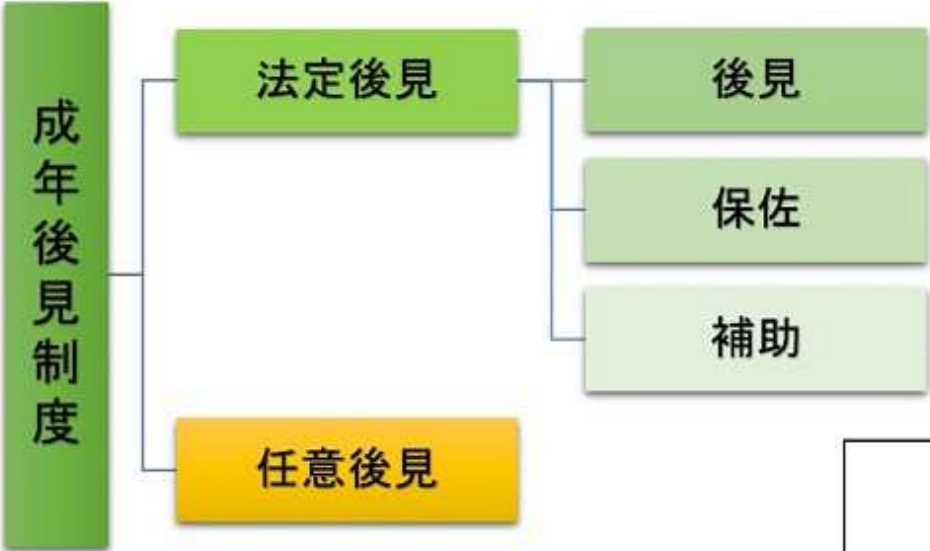 成年後見制度
法定後見
後見
保佐
補助
任意後見